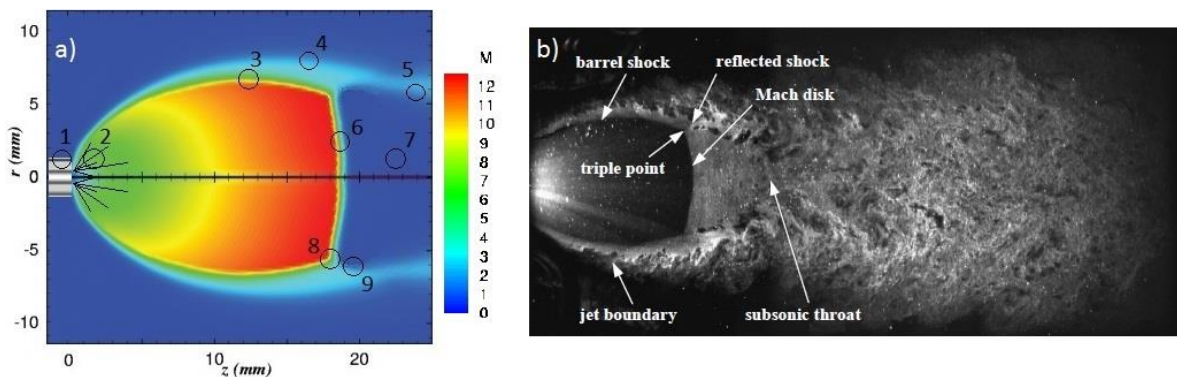 a)
M
12
11
10
9
8
7
6
5
4
3
2
1
0
10
5
0
-5
-10
r (mm)
0
10
20
z (mm)
1
2
3
4
5
6
7
8
9
b)
barrel shock
reflected shock
Mach disk
triple point
jet boundary
subsonic throat